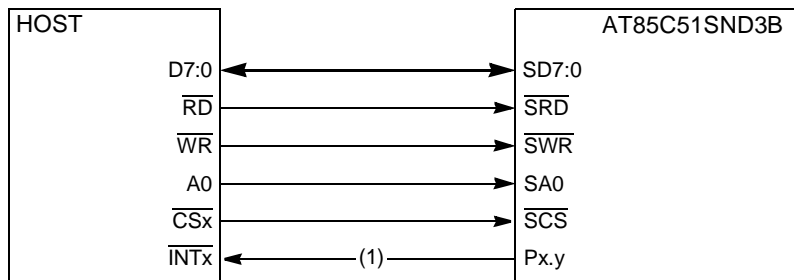 HOST AT85C51SND3B
D7:0 SD7:0
RD SRD
WR SWR
A0 SA0
CSx SCS
INTx (1) Px.y